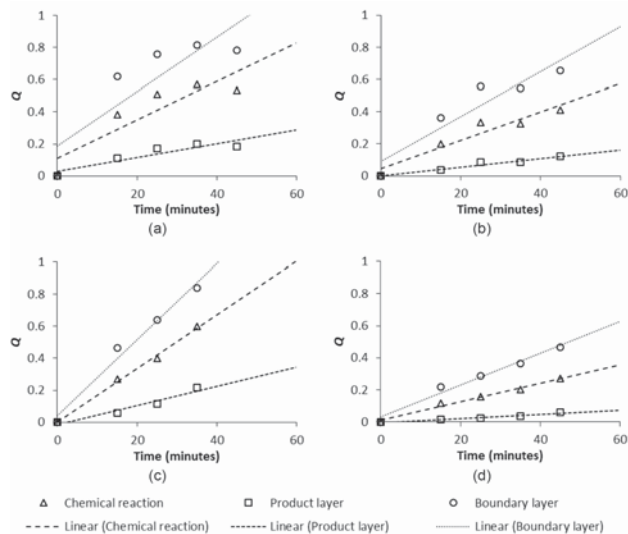 1
0.8
0.6
0.4
0.2
0
Q
0 20 40 60
Time (minutes)
(a)
1
0.8
0.6
0.4
0.2
0
Q
0 20 40 60
Time (minutes)
(b)
1
0.8
0.6
0.4
0.2
0
Q
0 20 40 60
Time (minutes)
(c)
1
0.8
0.6
0.4
0.2
0
Q
0 20 40 60
Time (minutes)
(d)
Chemical reaction Product layer Boundary layer
Linear (Chemical reaction) Linear (Product layer) Linear (Boundary layer)